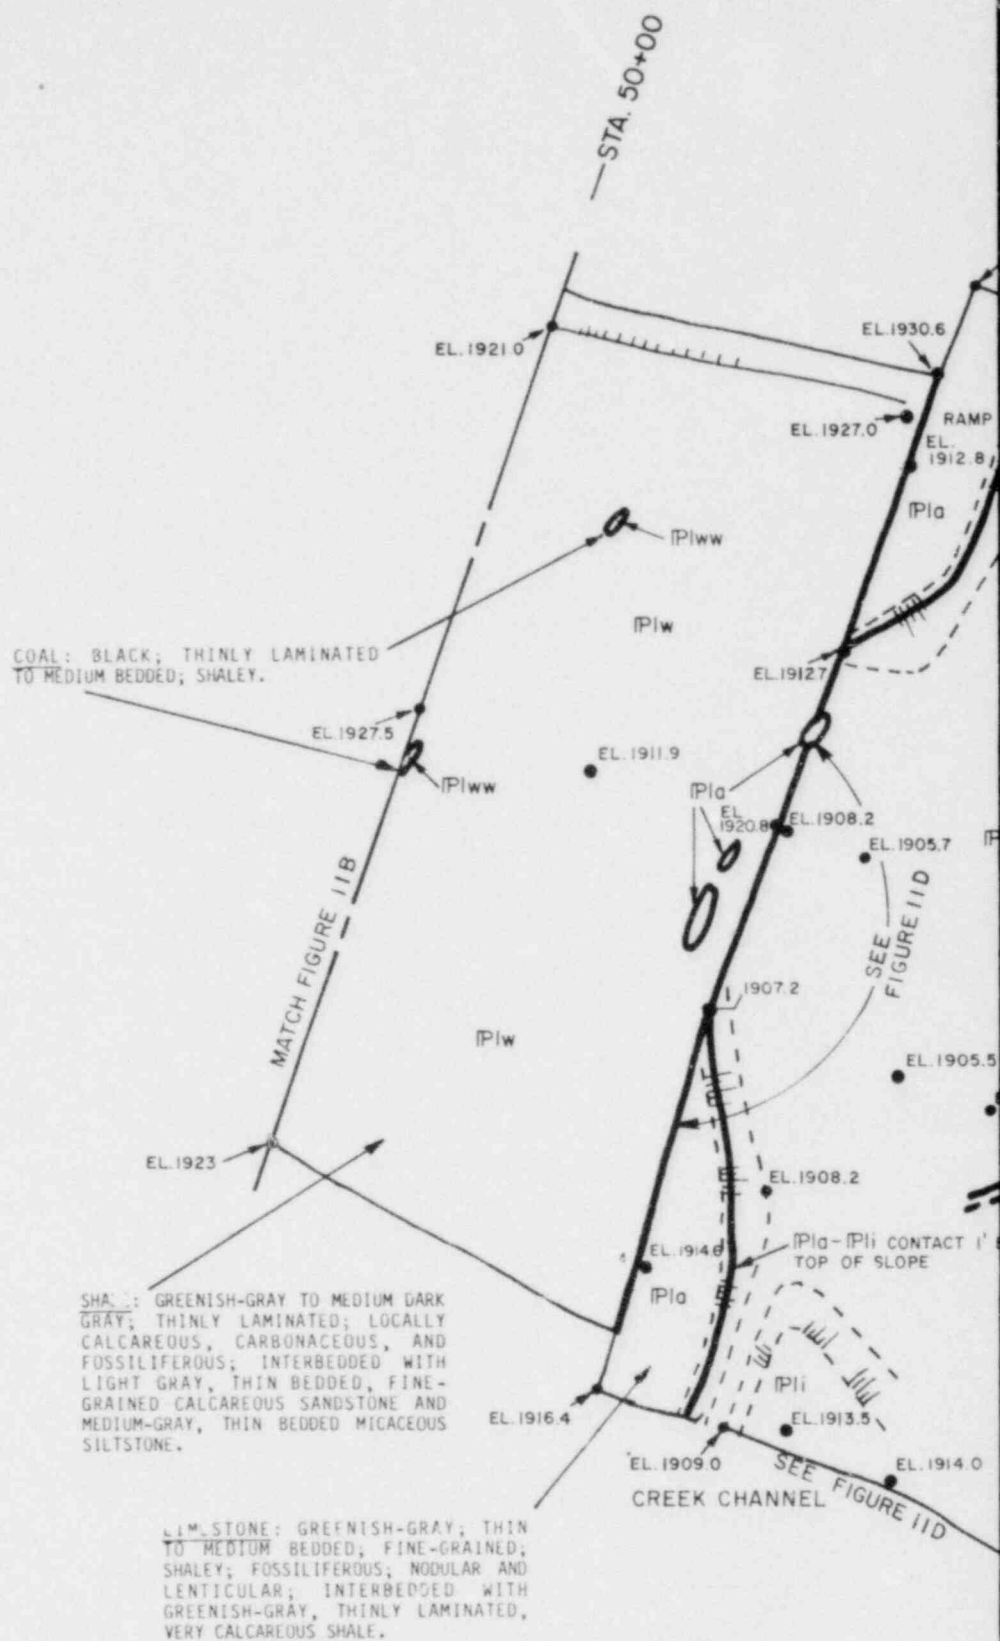 STA. 50+00
EL. 1921.0
EL. 1930.6
EL. 1927.0
RAMP
EL.
1912.8
ℙla
ℙlww
ℙlw
COAL: BLACK; THINLY LAMINATED
TO MEDIUM BEDDED; SHALEY.
EL. 1912.7
EL. 1927.5
EL. 1911.9
ℙlww
ℙla
EL.
1920.8
EL. 1908.2
EL. 1905.7
MATCH FIGURE 11B
SEE
FIGURE 11D
1907.2
ℙlw
EL. 1905.5
EL. 1923
EL. 1908.2
ℙla-ℙli CONTACT 1'
TOP OF SLOPE
EL. 1914.6
ℙla
SHA : GREENISH-GRAY TO MEDIUM DARK
GRAY; THINLY LAMINATED; LOCALLY
CALCAREOUS, CARBONACEOUS, AND
FOSSILIFEROUS; INTERBEDDED WITH
LIGHT GRAY, THIN BEDDED, FINE-
GRAINED CALCAREOUS SANDSTONE AND
MEDIUM-GRAY, THIN BEDDED MICACEOUS
SILTSTONE.
ℙli
EL. 1916.4
EL. 1913.5
EL. 1909.0
EL. 1914.0
CREEK CHANNEL
SEE FIGURE 11D
LIMESTONE: GREENISH-GRAY; THIN
TO MEDIUM BEDDED, FINE-GRAINED;
SHALEY; FOSSILIFEROUS; NODULAR AND
LENTICULAR; INTERBEDDED WITH
GREENISH-GRAY, THINLY LAMINATED,
VERY CALCAREOUS SHALE.